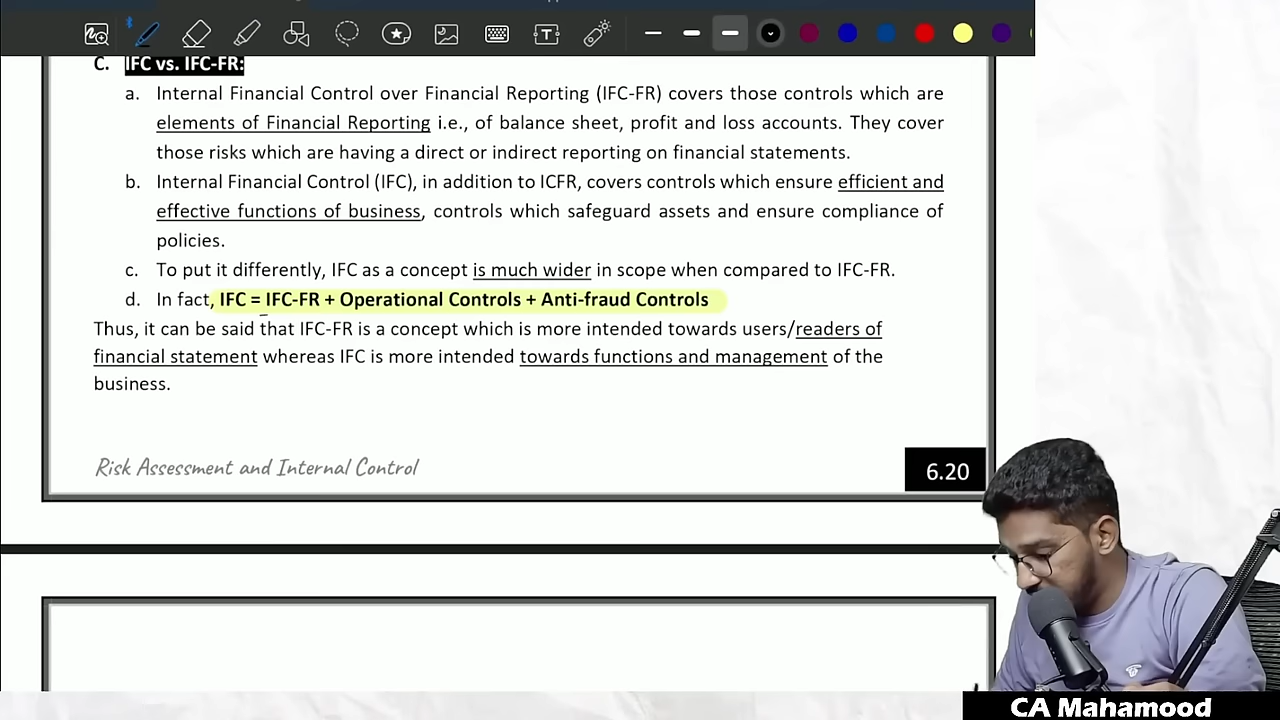 C. IFC vs. IFC-FR:
a. Internal Financial Control over Financial Reporting (IFC-FR) covers those controls which are
elements of Financial Reporting i.e., of balance sheet, profit and loss accounts. They cover
those risks which are having a direct or indirect reporting on financial statements.
b. Internal Financial Control (IFC), in addition to ICFR, covers controls which ensure efficient and
effective functions of business, controls which safeguard assets and ensure compliance of
policies.
c. To put it differently, IFC as a concept is much wider in scope when compared to IFC-FR.
d. In fact, IFC = IFC-FR + Operational Controls + Anti-fraud Controls
Thus, it can be said that IFC-FR is a concept which is more intended towards users/readers of
financial statement whereas IFC is more intended towards functions and management of the
business.
Risk Assessment and Internal Control
6.20
CA Mahamood